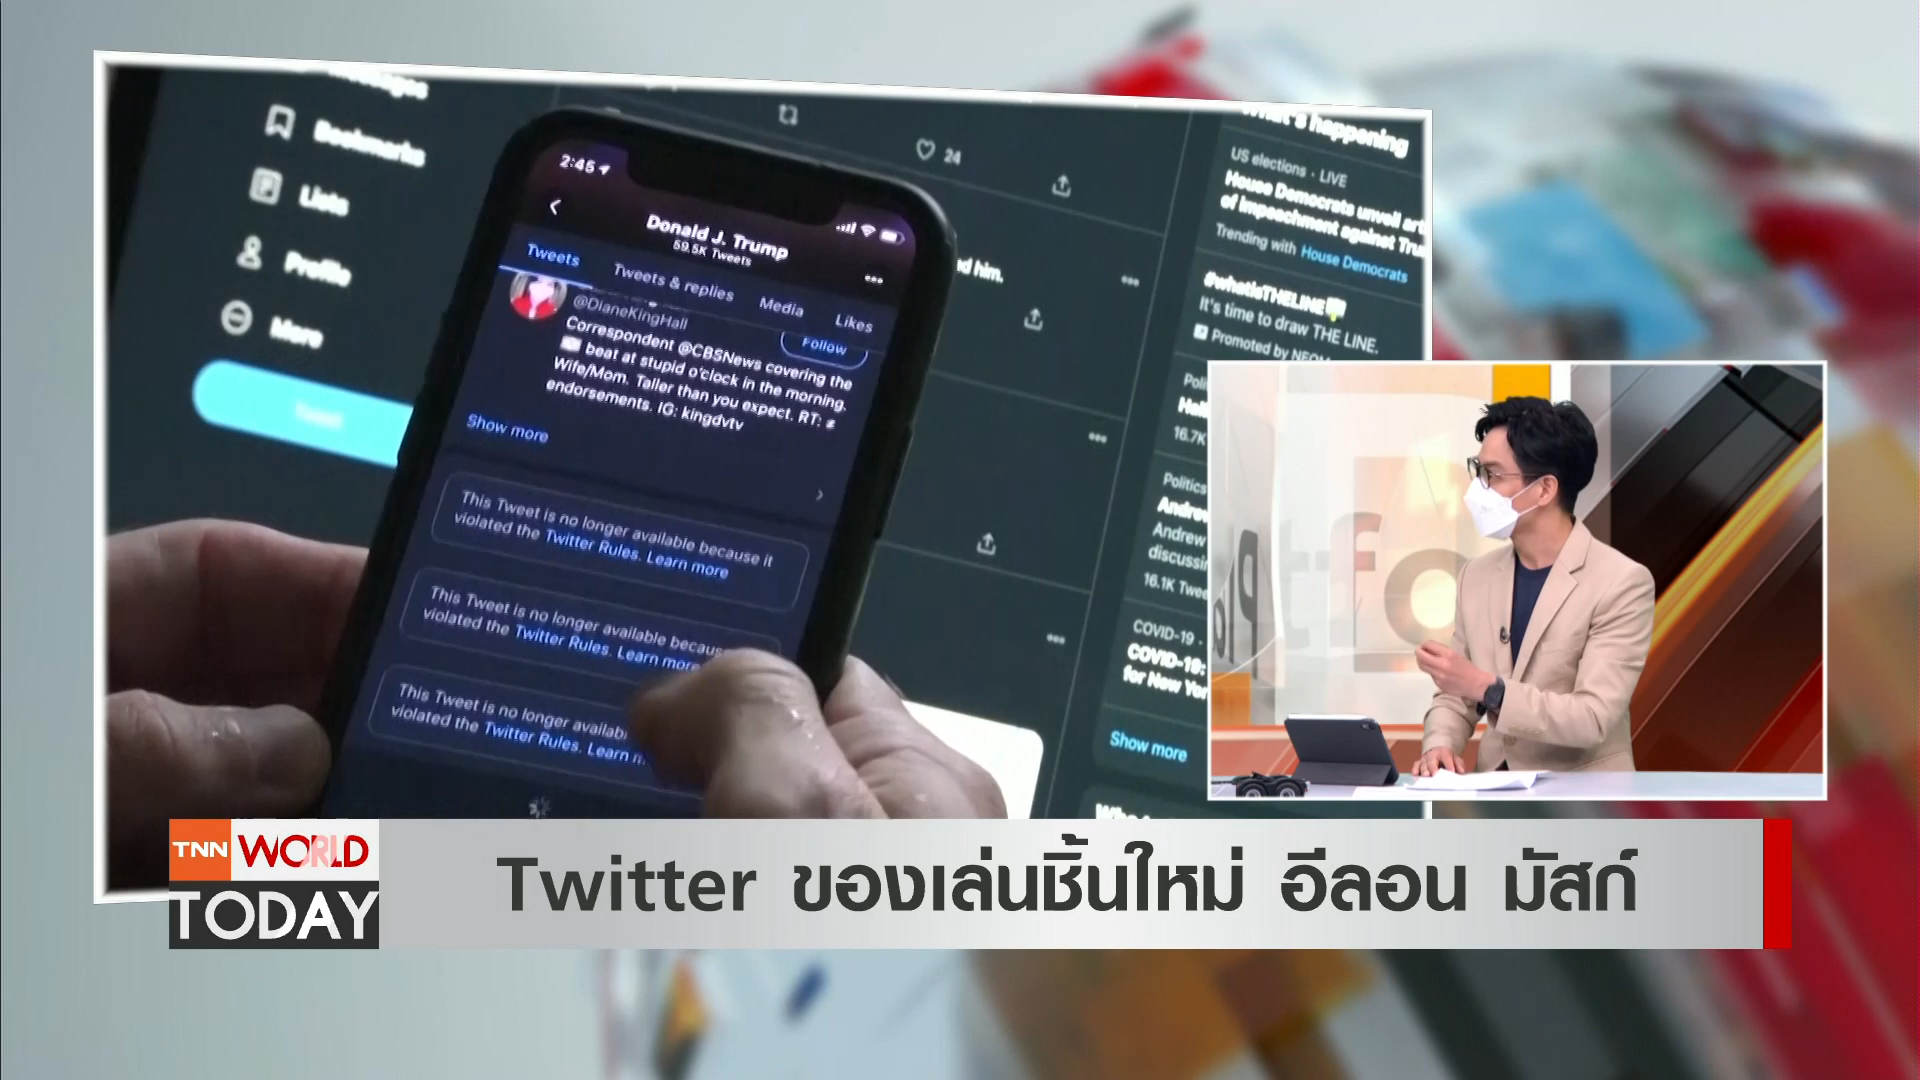 Bookmarks
Lists
Profile
More
24
2:45
Donald J. Trump
59.5K Tweets
Tweets
Tweets & replies
Media
Likes
@DianeKingHall
Follow
Correspondent @CBSNews covering the
beat at stupid o'clock in the morning.
Wife/Mom. Taller than you expect. RT: ≠
endorsements. IG: kingdvtv
Show more
This Tweet is no longer available because it
violated the Twitter Rules. Learn more
This Tweet is no longer available becaus
violated the Twitter Rules. Learn more
This Tweet is no longer availabl
violated the Twitter Rules. Learn m
him.
What's happening
US elections · LIVE
House Democrats unveil art
of impeachment against Tru
Trending with House Democrats
#whatisTHELINE
It's time to draw THE LINE.
Promoted by NEOM
16.7K
Politics
Andrew
Andrew
discussi
16.1K Twee
COVID-19 ·
COVID-19:
for New Yor
Show more
TNN WORLD
TODAY
Twitter ของเล่นชิ้นใหม่ อีลอน มัสก์